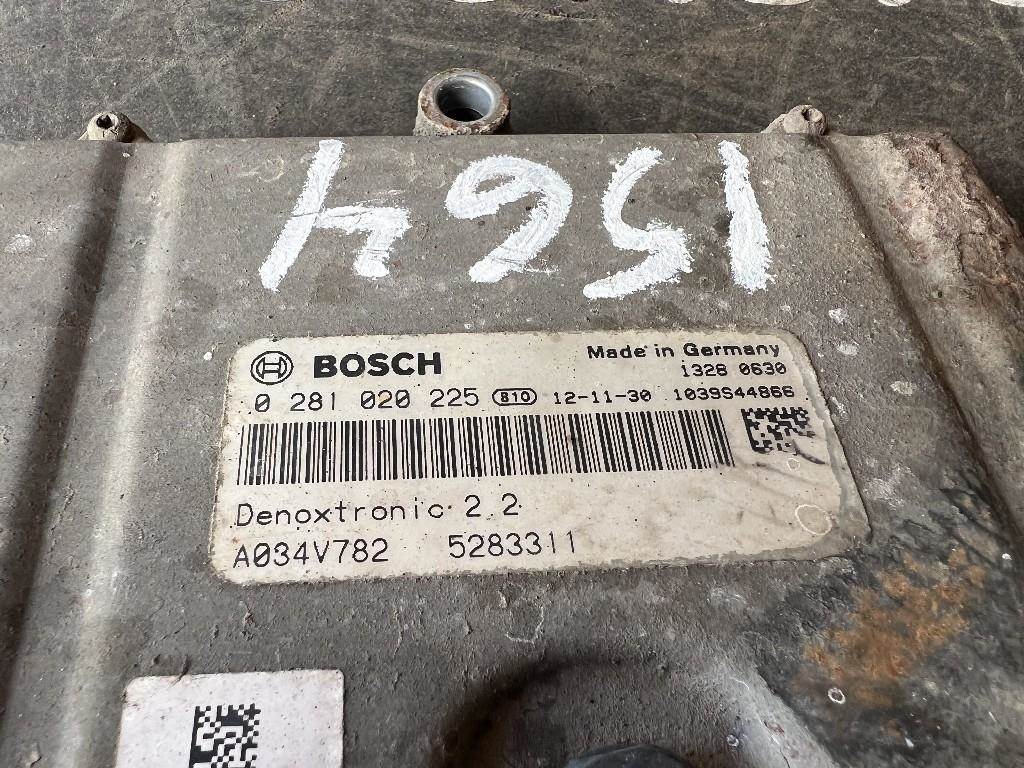 1564
BOSCH Made in Germany
1328 0630
0 281 020 225 810 12-11-30 1039S44866
Denoxtronic 2.2
A034V782 5283311